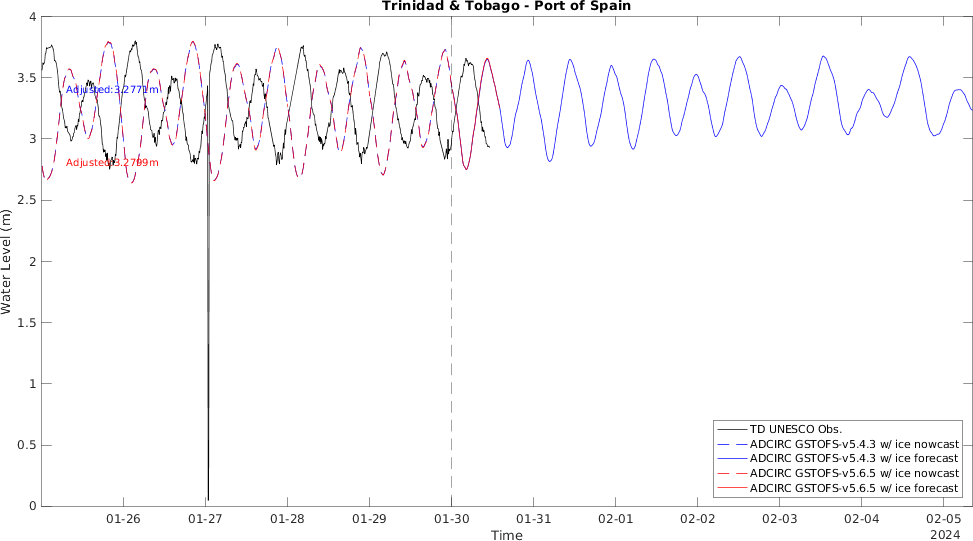 Trinidad & Tobago - Port of Spain
4
3.5
3
2.5
2
1.5
1
0.5
0
Water Level (m)
Adjusted:3.2771m
Adjusted:3.2799m
TD UNESCO Obs.
ADCIRC GSTOFS-v5.4.3 w/ ice nowcast
ADCIRC GSTOFS-v5.4.3 w/ ice forecast
ADCIRC GSTOFS-v5.6.5 w/ ice nowcast
ADCIRC GSTOFS-v5.6.5 w/ ice forecast
01-26 01-27 01-28 01-29 01-30 01-31 02-01 02-02 02-03 02-04 02-05
Time
2024